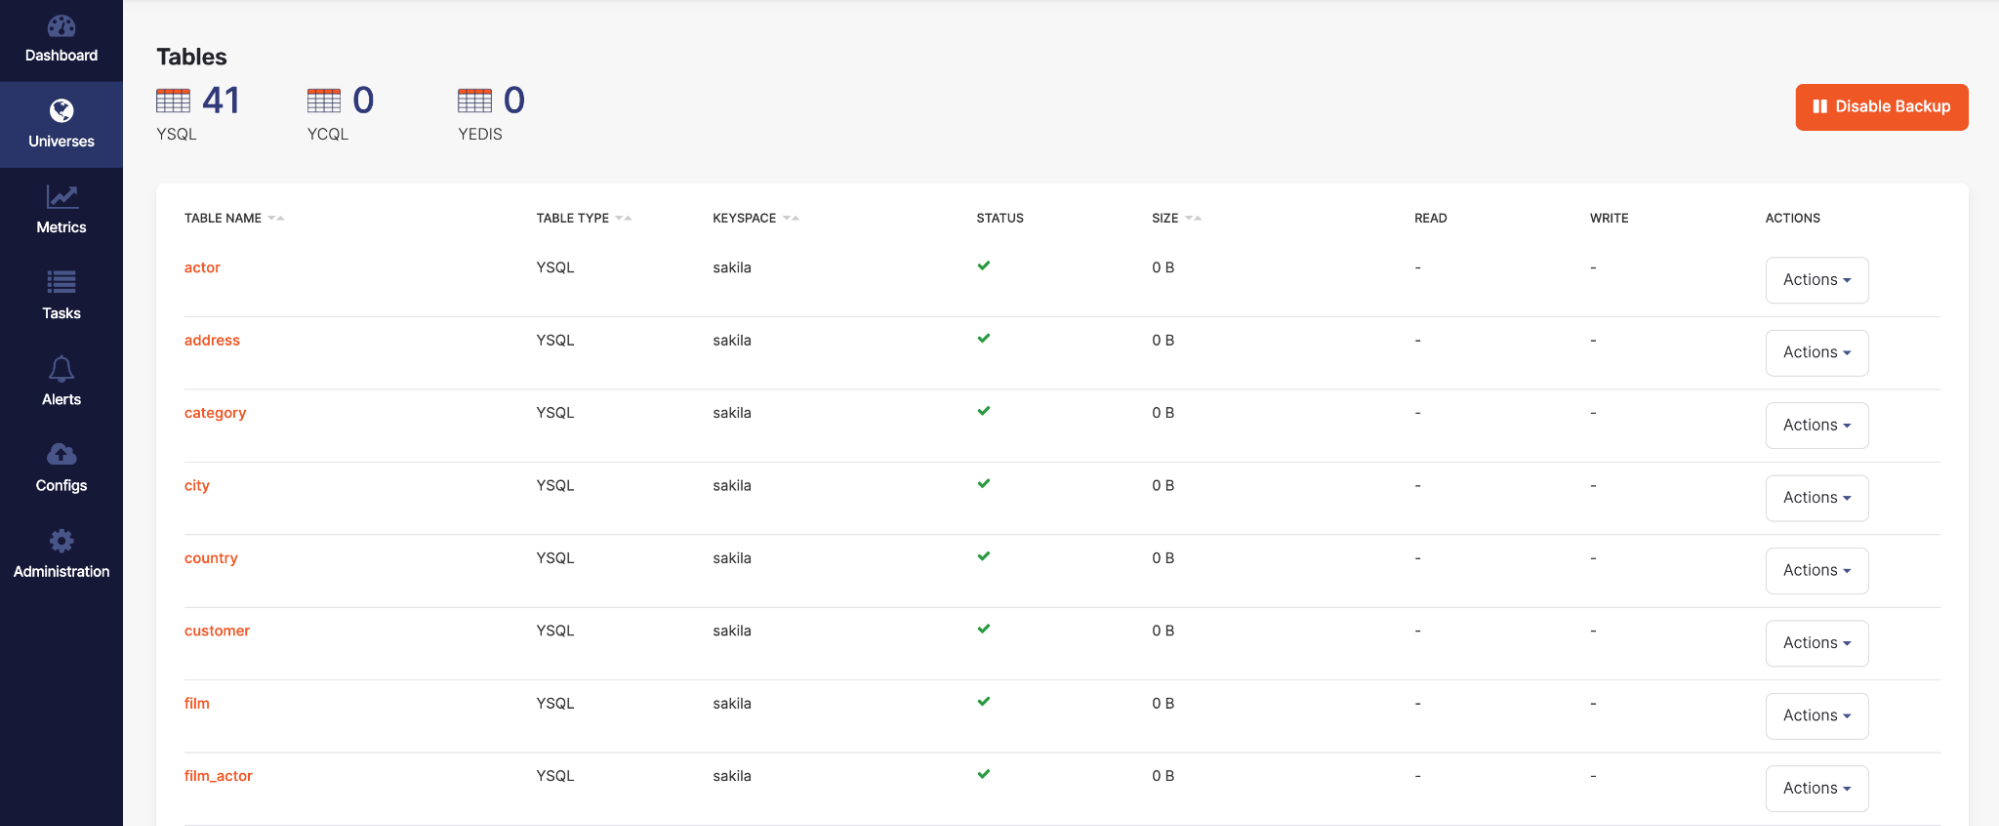 Dashboard
Universes
Metrics
Tasks
Alerts
Configs
Administration
Tables
41 0 0
YSQL YCQL YEDIS
Disable Backup
TABLE NAME TABLE TYPE KEYSPACE STATUS SIZE READ WRITE ACTIONS
actor YSQL sakila 0 B - - Actions
address YSQL sakila 0 B - - Actions
category YSQL sakila 0 B - - Actions
city YSQL sakila 0 B - - Actions
country YSQL sakila 0 B - - Actions
customer YSQL sakila 0 B - - Actions
film YSQL sakila 0 B - - Actions
film_actor YSQL sakila 0 B - - Actions